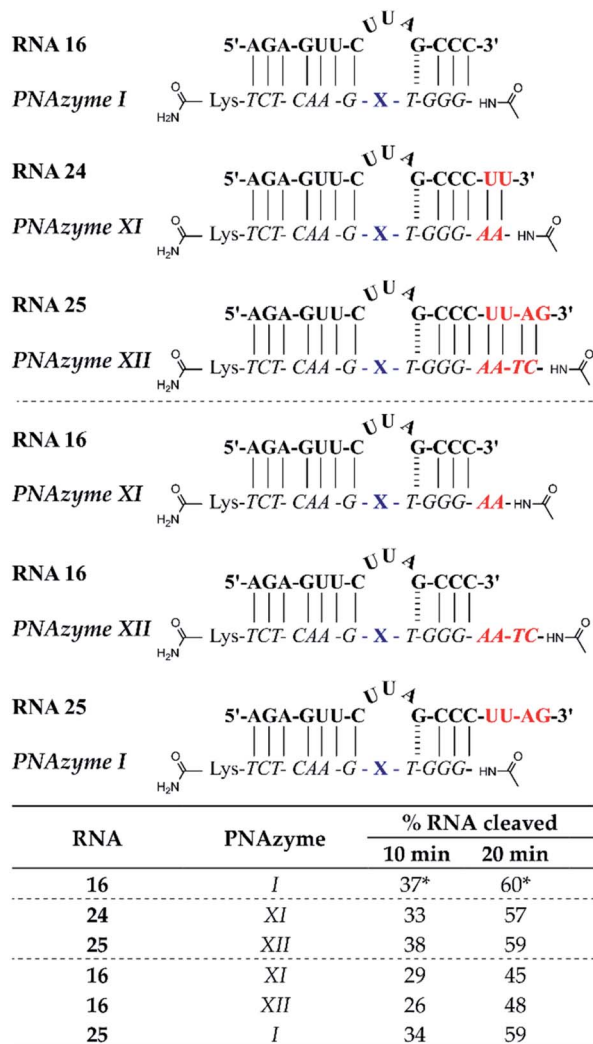 U U A
RNA 16 5'-AGA-GUU-C G-CCC-3'
PNAzyme I H₂N O Lys-TCT- CAA -G - X - T-GGG- HN O
U U A
RNA 24 5'-AGA-GUU-C G-CCC-UU-3'
PNAzyme XI H₂N O Lys-TCT- CAA -G - X - T-GGG-AA- HN O
U U A
RNA 25 5'-AGA-GUU-C G-CCC-UU-AG-3'
PNAzyme XII H₂N O Lys-TCT- CAA -G - X - T-GGG- AA-TC- HN O
U U A
RNA 16 5'-AGA-GUU-C G-CCC-3'
PNAzyme XI H₂N O Lys-TCT- CAA -G - X - T-GGG-AA-HN O
U U A
RNA 16 5'-AGA-GUU-C G-CCC-3'
PNAzyme XII H₂N O Lys-TCT- CAA -G - X - T-GGG- AA-TC-HN O
U U A
RNA 25 5'-AGA-GUU-C G-CCC-UU-AG-3'
PNAzyme I H₂N O Lys-TCT- CAA -G - X - T-GGG- HN O
% RNA cleaved
RNA PNAzyme 10 min 20 min
16 I 37* 60*
24 XI 33 57
25 XII 38 59
16 XI 29 45
16 XII 26 48
25 I 34 59